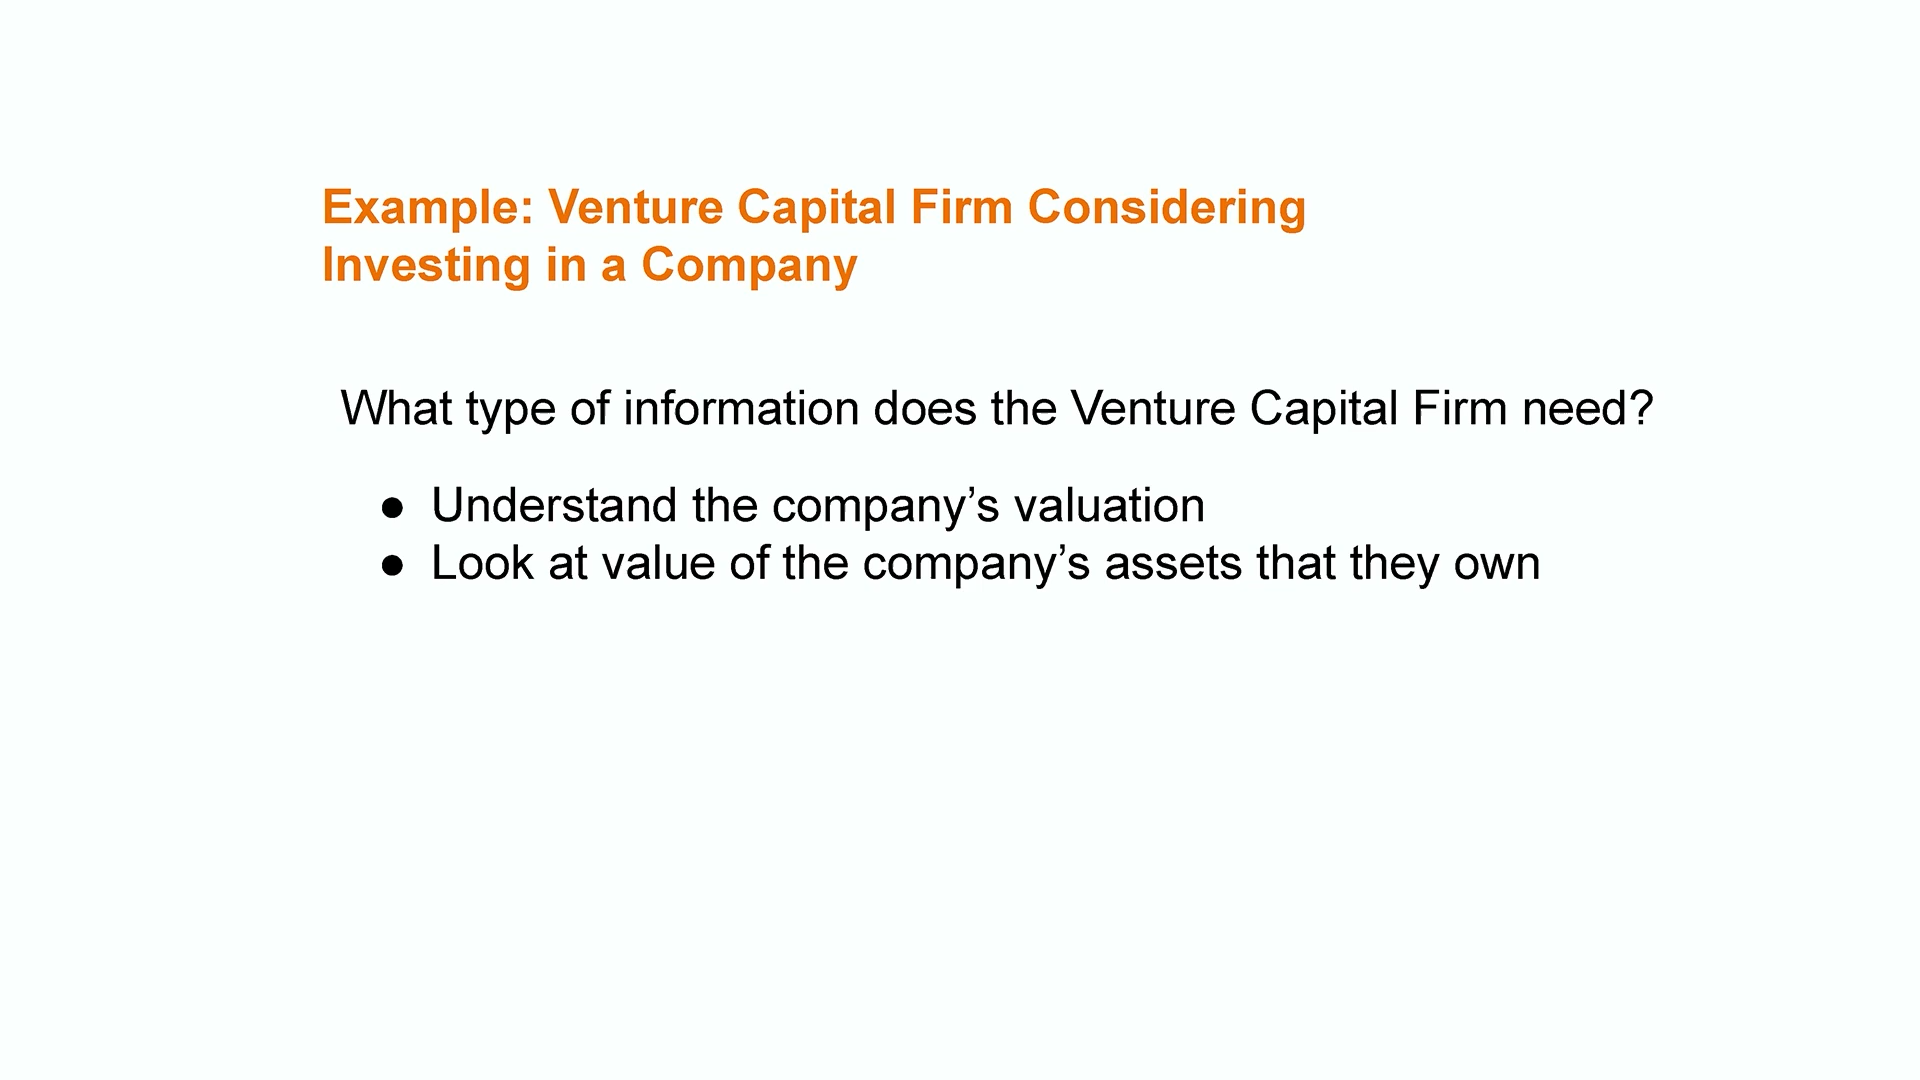 Example: Venture Capital Firm Considering
Investing in a Company
What type of information does the Venture Capital Firm need?
● Understand the company’s valuation
● Look at value of the company’s assets that they own